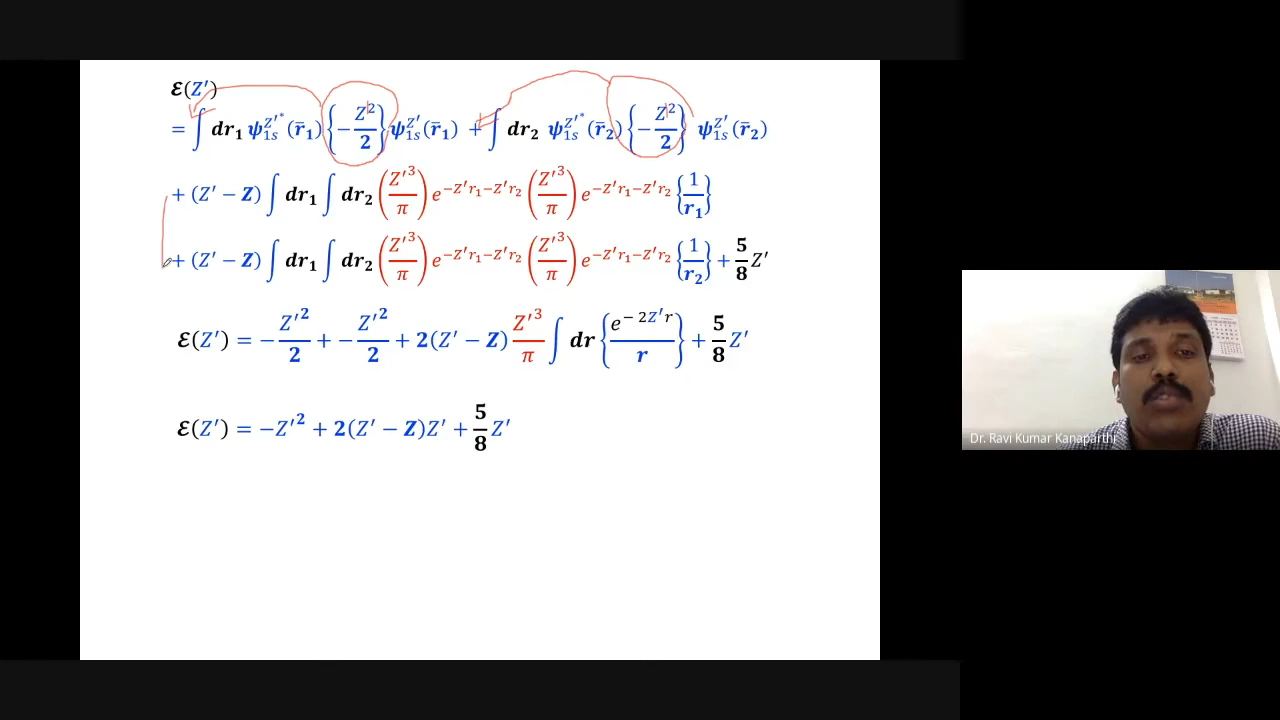 ε(Z′)
= ∫ dr₁ ψ₁ₛ^{Z′*}(r̄₁) {−Z²/2} ψ₁ₛ^{Z′}(r̄₁) + ∫ dr₂ ψ₁ₛ^{Z′*}(r̄₂) {−Z²/2} ψ₁ₛ^{Z′}(r̄₂)
+ (Z′ − Z) ∫ dr₁ ∫ dr₂ (Z′³/π) e^{−Z′r₁−Z′r₂} (Z′³/π) e^{−Z′r₁−Z′r₂} {1/r₁}
+ (Z′ − Z) ∫ dr₁ ∫ dr₂ (Z′³/π) e^{−Z′r₁−Z′r₂} (Z′³/π) e^{−Z′r₁−Z′r₂} {1/r₂} + 5/8 Z′
ε(Z′) = −Z′²/2 + −Z′²/2 + 2(Z′ − Z) Z′³/π ∫ dr {e^{− 2Z′r}/r} + 5/8 Z′
ε(Z′) = −Z′² + 2(Z′ − Z)Z′ + 5/8 Z′
Dr. Ravi Kumar Kanaparthi